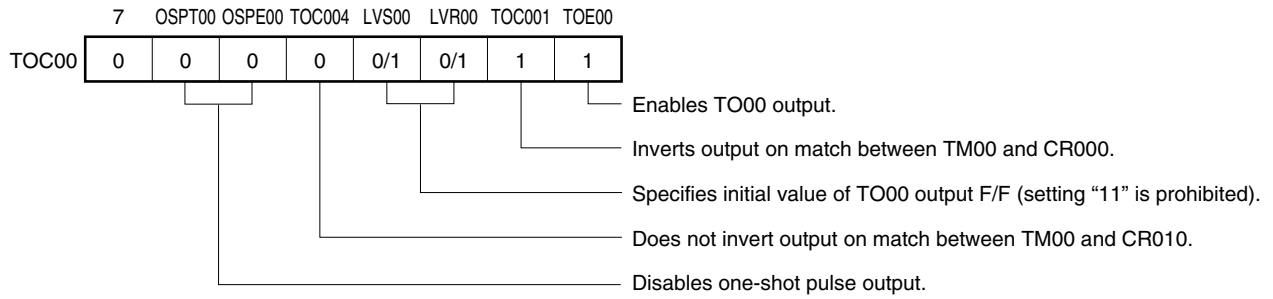 7 OSPT00 OSPE00 TOC004 LVS00 LVR00 TOC001 TOE00
TOC00 0 0 0 0 0/1 0/1 1 1
Enables TO00 output.
Inverts output on match between TM00 and CR000.
Specifies initial value of TO00 output F/F (setting “11” is prohibited).
Does not invert output on match between TM00 and CR010.
Disables one-shot pulse output.